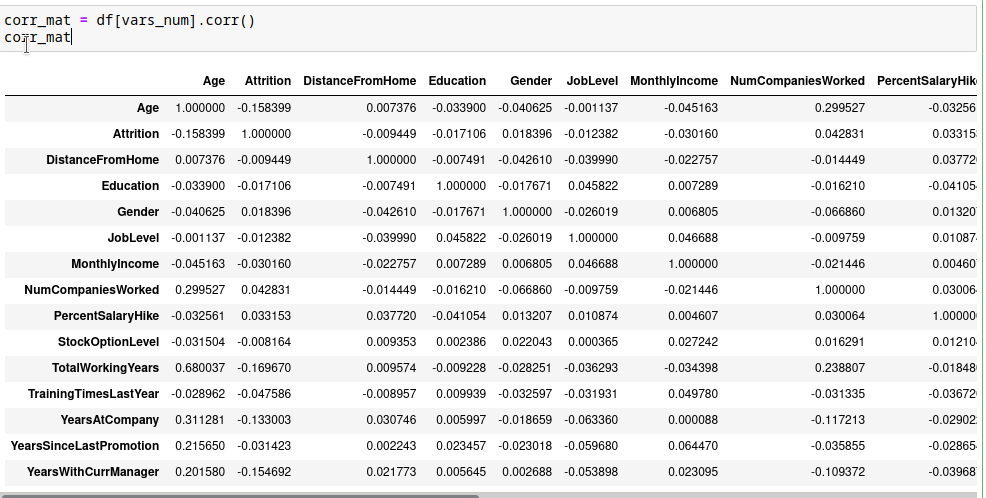 corr_mat = df[vars_num].corr()
corr_mat
Age Attrition DistanceFromHome Education Gender JobLevel MonthlyIncome NumCompaniesWorked PercentSalaryHik
Age 1.000000 -0.158399 0.007376 -0.033900 -0.040625 -0.001137 -0.045163 0.299527 -0.03256
Attrition -0.158399 1.000000 -0.009449 -0.017106 0.018396 -0.012382 -0.030160 0.042831 0.03315
DistanceFromHome 0.007376 -0.009449 1.000000 -0.007491 -0.042610 -0.039990 -0.022757 -0.014449 0.03772
Education -0.033900 -0.017106 -0.007491 1.000000 -0.017671 0.045822 0.007289 -0.016210 -0.04105
Gender -0.040625 0.018396 -0.042610 -0.017671 1.000000 -0.026019 0.006805 -0.066860 0.01320
JobLevel -0.001137 -0.012382 -0.039990 0.045822 -0.026019 1.000000 0.046688 -0.009759 0.01087
MonthlyIncome -0.045163 -0.030160 -0.022757 0.007289 0.006805 0.046688 1.000000 -0.021446 0.00460
NumCompaniesWorked 0.299527 0.042831 -0.014449 -0.016210 -0.066860 -0.009759 -0.021446 1.000000 0.03006
PercentSalaryHike -0.032561 0.033153 0.037720 -0.041054 0.013207 0.010874 0.004607 0.030064 1.00000
StockOptionLevel -0.031504 -0.008164 0.009353 0.002386 0.022043 0.000365 0.027242 0.016291 0.01210
TotalWorkingYears 0.680037 -0.169670 0.009574 -0.009228 -0.028251 -0.036293 -0.034398 0.238807 -0.01848
TrainingTimesLastYear -0.028962 -0.047586 -0.008957 0.009939 -0.032597 -0.031931 0.049780 -0.031335 -0.03672
YearsAtCompany 0.311281 -0.133003 0.030746 0.005997 -0.018659 -0.063360 0.000088 -0.117213 -0.02902
YearsSinceLastPromotion 0.215650 -0.031423 0.002243 0.023457 -0.023018 -0.059680 0.064470 -0.035855 -0.02865
YearsWithCurrManager 0.201580 -0.154692 0.021773 0.005645 0.002688 -0.053898 0.023095 -0.109372 -0.03968